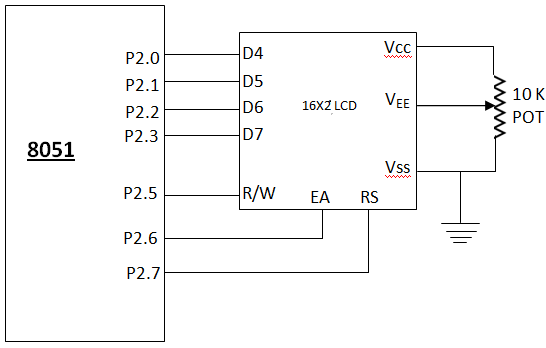 8051
P2.0
P2.1
P2.2
P2.3
P2.5
P2.6
P2.7
D4
D5
D6
D7
R/W
EA
RS
16X2 LCD
Vcc
VEE
Vss
10 K
POT